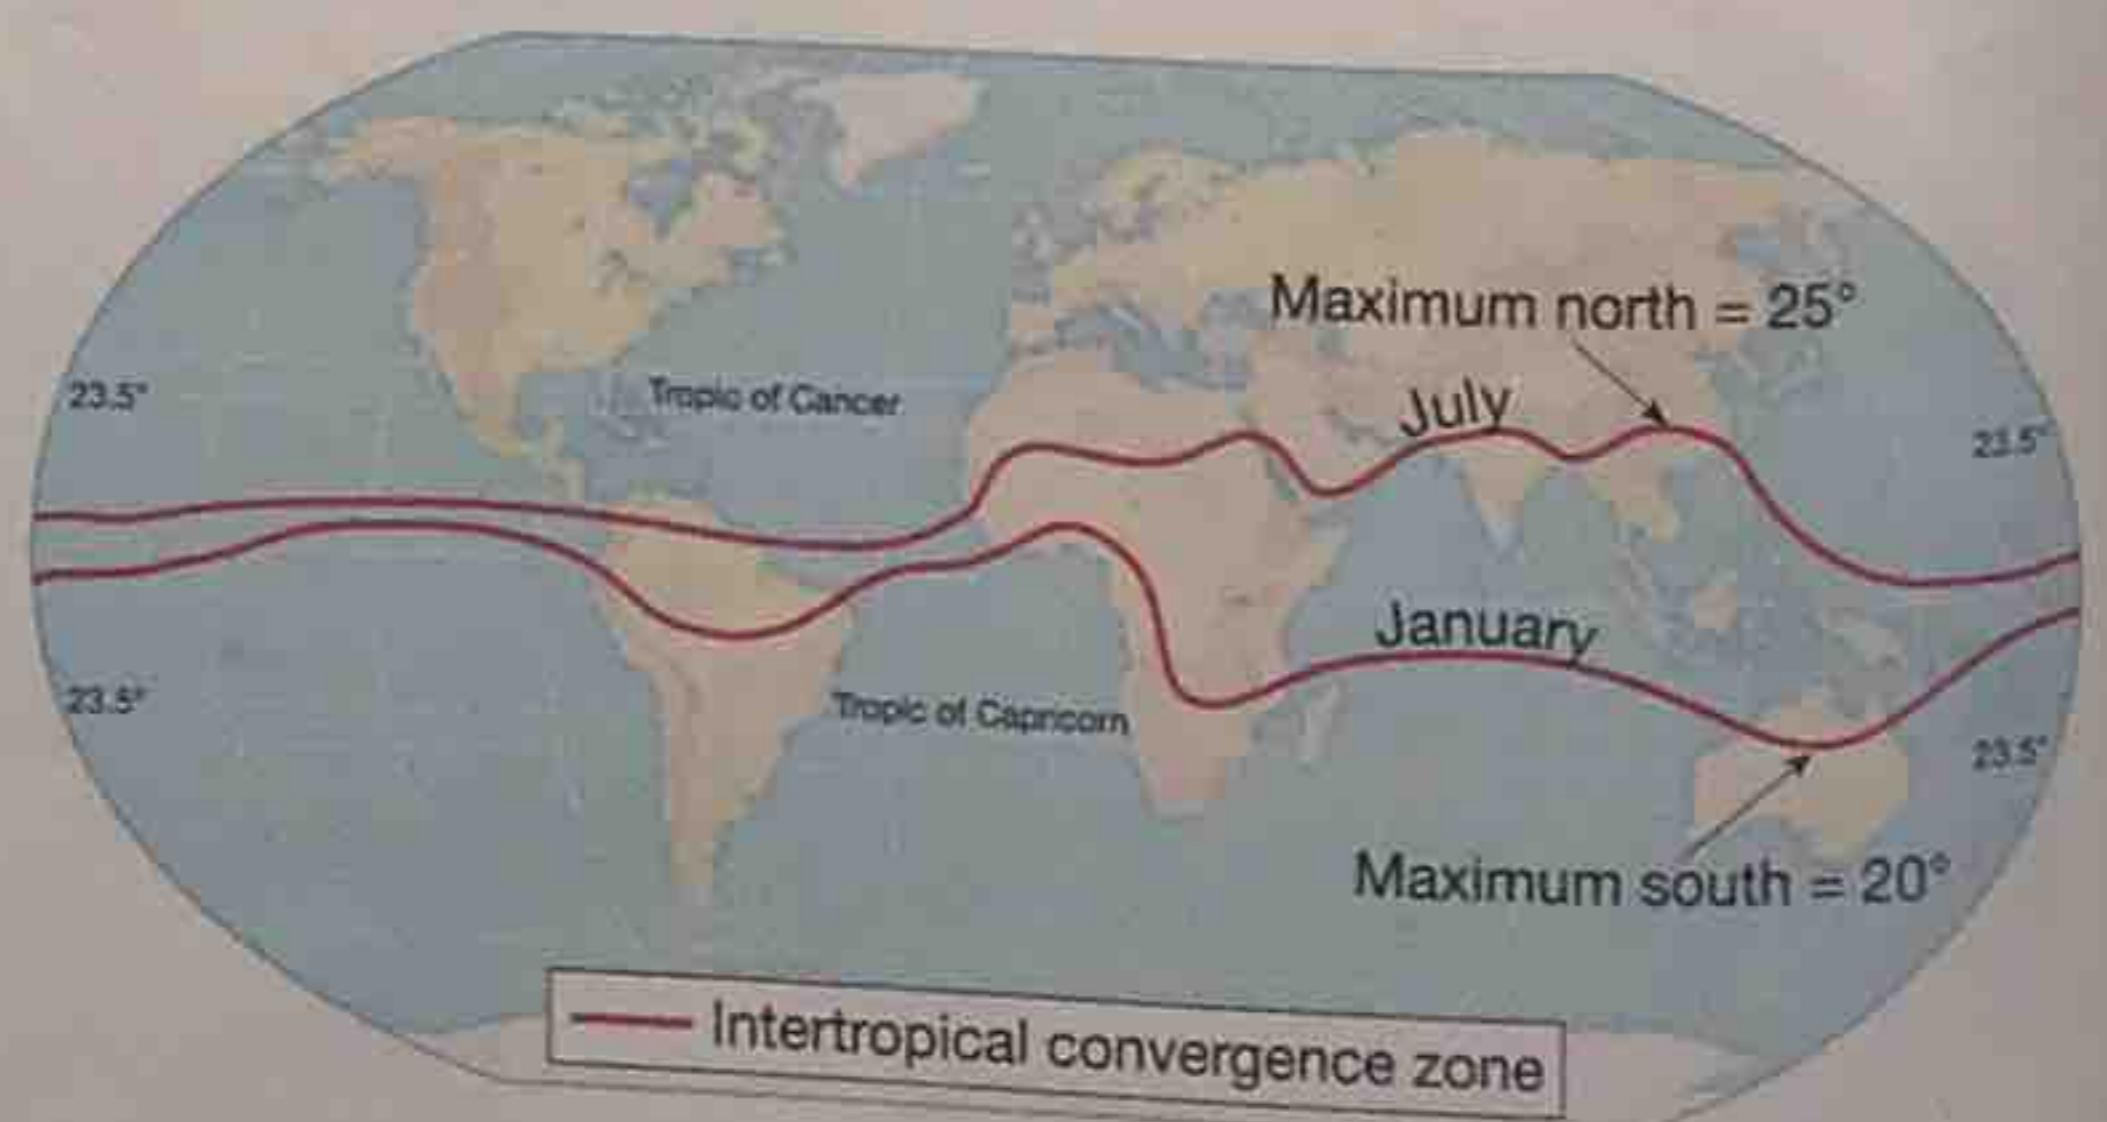 Maximum north = 25°
23.5°
Tropic of Cancer
July
23.5°
January
23.5°
Tropic of Capricorn
23.5°
Maximum south = 20°
Intertropical convergence zone